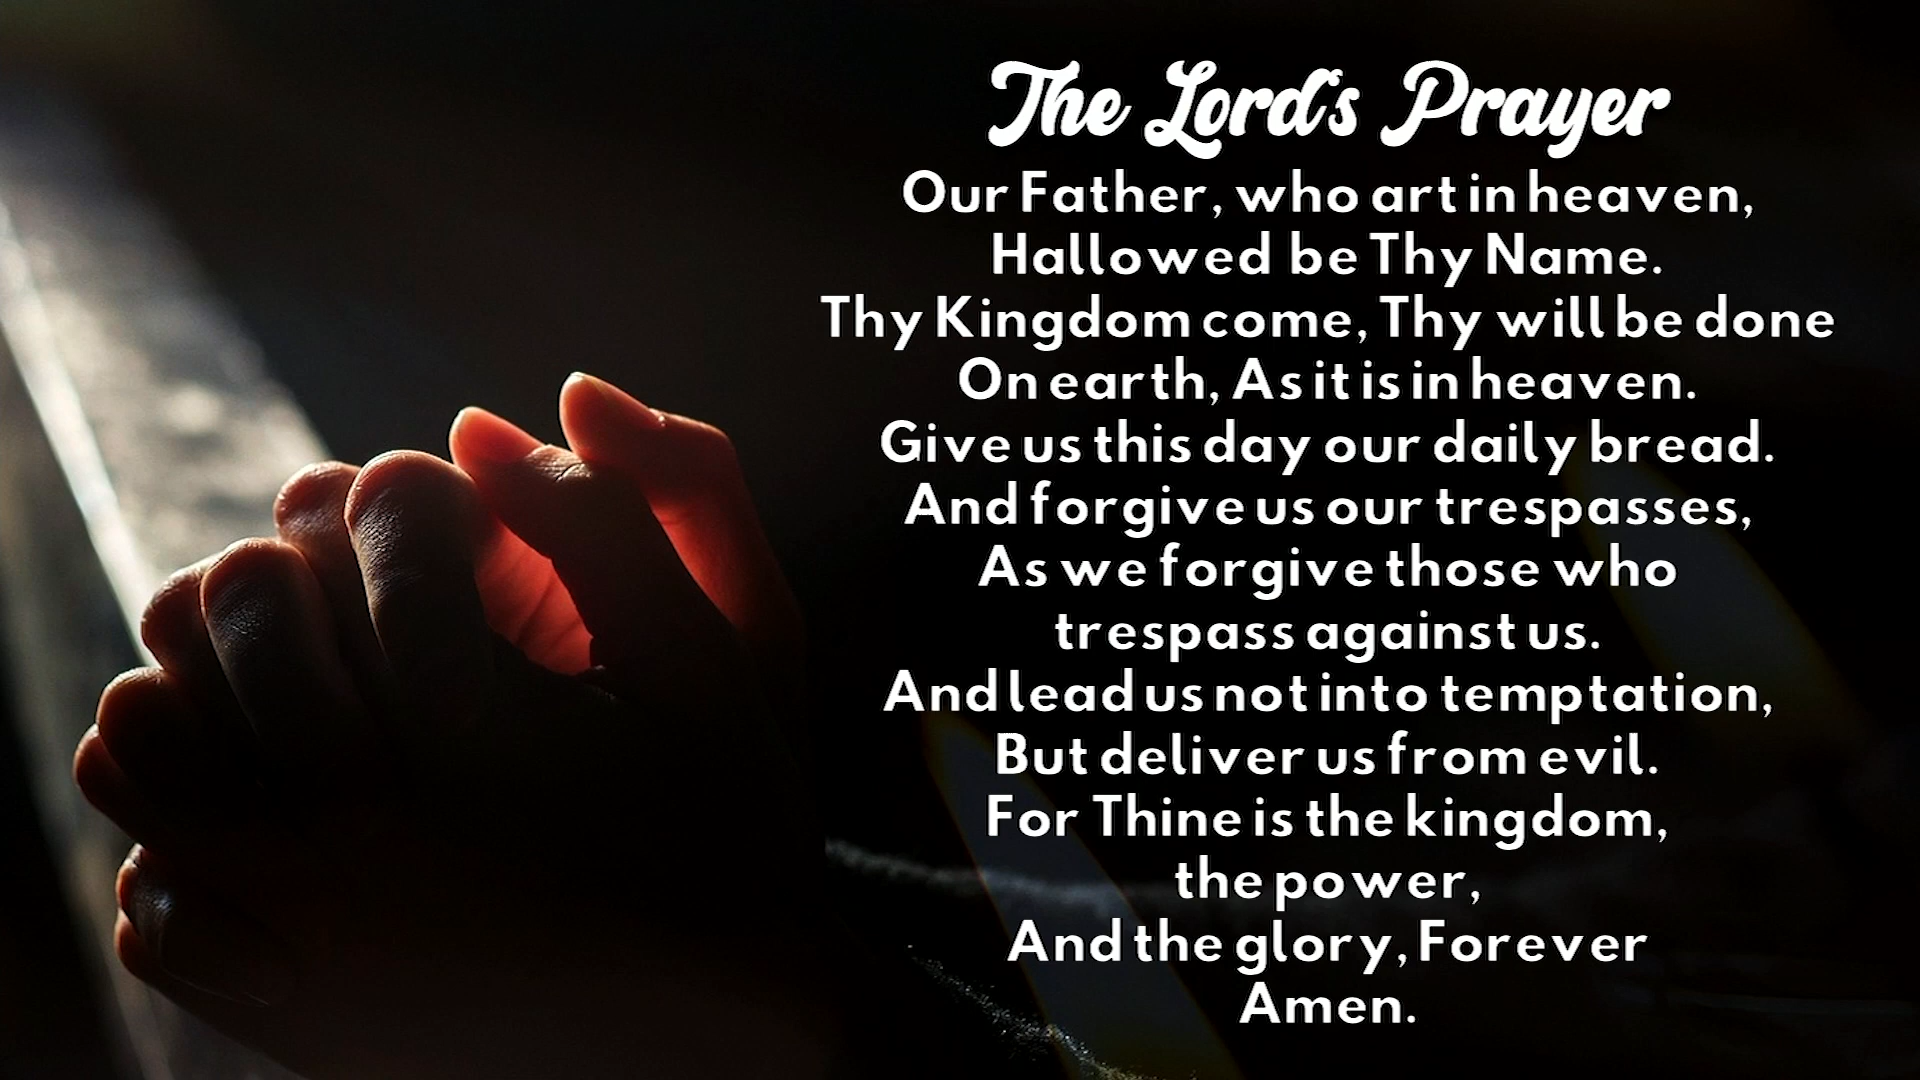 The Lord's Prayer
Our Father, who art in heaven,
Hallowed be Thy Name.
Thy Kingdom come, Thy will be done
On earth, As it is in heaven.
Give us this day our daily bread.
And forgive us our trespasses,
As we forgive those who
trespass against us.
And lead us not into temptation,
But deliver us from evil.
For Thine is the kingdom,
the power,
And the glory, Forever
Amen.